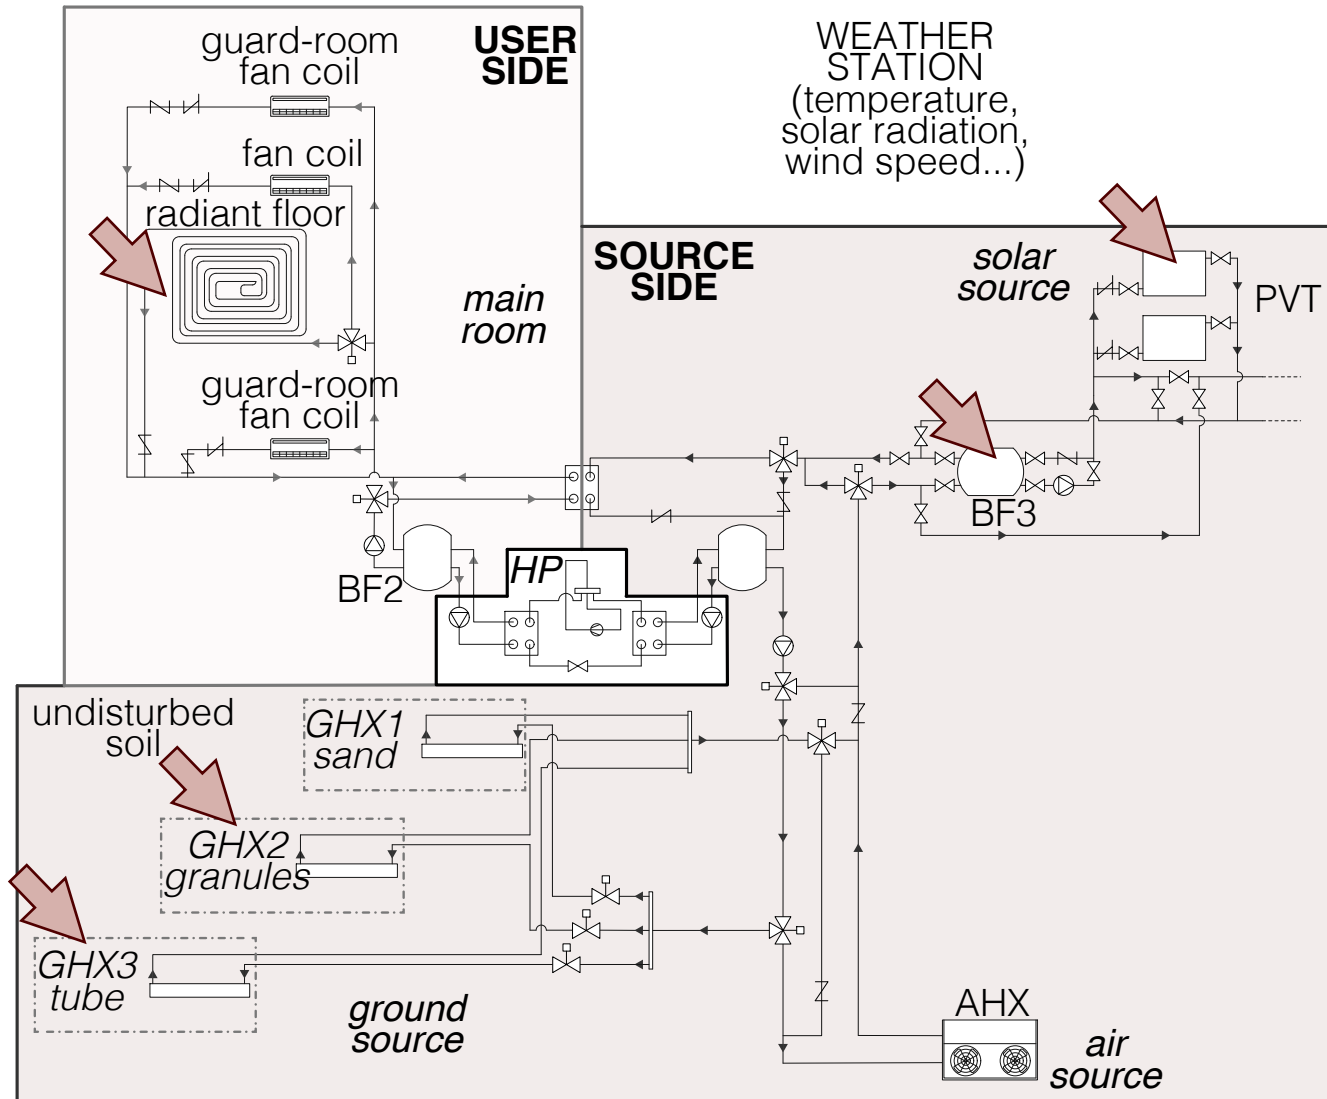 guard-room
fan coil
USER
SIDE
WEATHER
STATION
(temperature,
solar radiation,
wind speed...)
fan coil
radiant floor
main
room
SOURCE
SIDE
solar
source
PVT
guard-room
fan coil
BF3
BF2
HP
undisturbed
soil
GHX1
sand
GHX2
granules
GHX3
tube
ground
source
AHX
air
source